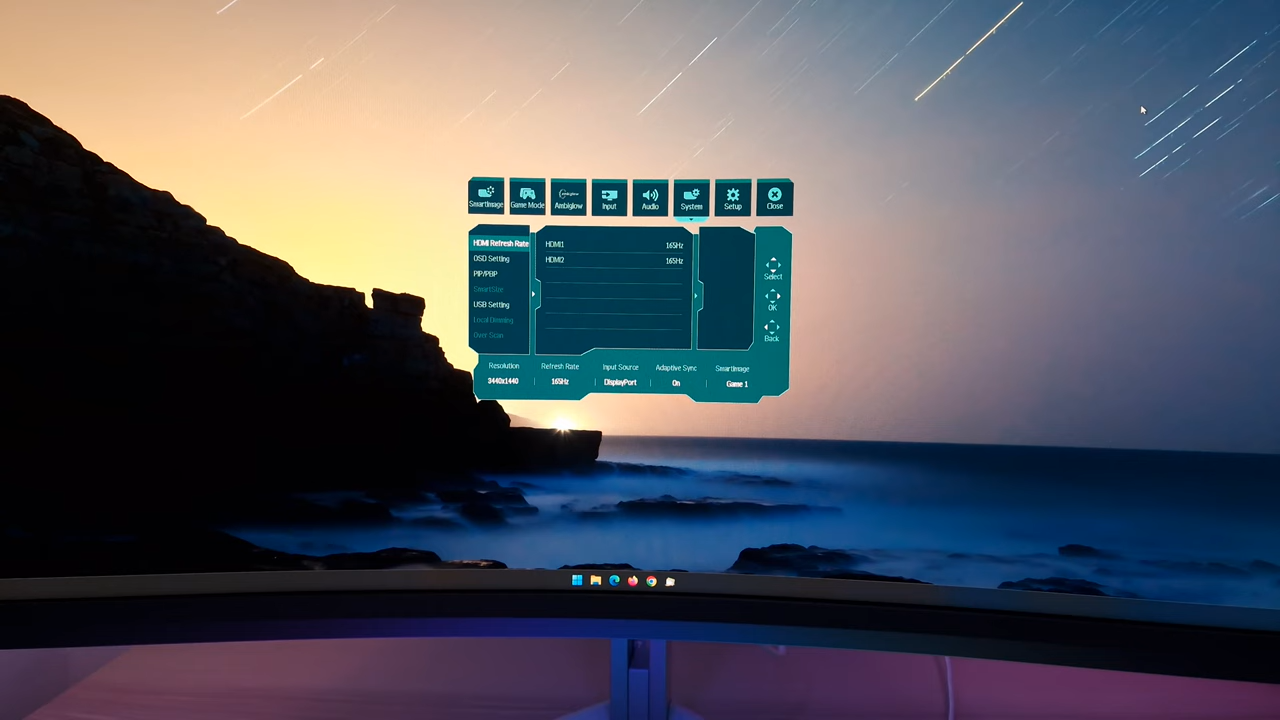 SmartImage
Game Mode
Ambiglow
Input
Audio
System
Setup
Close
HDMI Refresh Rate
OSD Setting
PIP/PBP
SmartSize
USB Setting
Local Dimming
Over Scan
HDMI1 165Hz
HDMI2 165Hz
Select
OK
Back
Resolution Refresh Rate Input Source Adaptive Sync SmartImage
3440x1440 165Hz DisplayPort On Game 1